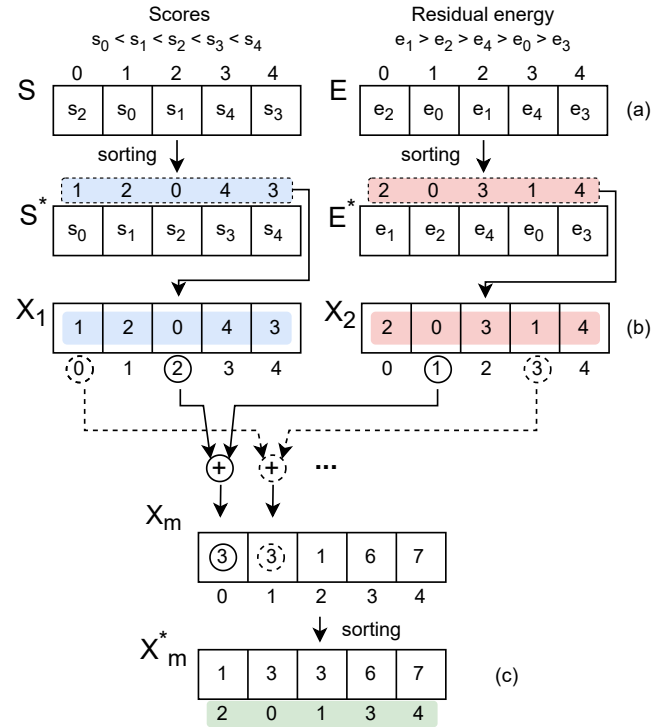 Scores Residual energy
s0 < s1 < s2 < s3 < s4 e1 > e2 > e4 > e0 > e3
0 1 2 3 4 0 1 2 3 4
S s2 s0 s1 s4 s3 E e2 e0 e1 e4 e3 (a)
sorting sorting
1 2 0 4 3 2 0 3 1 4
S* s0 s1 s2 s3 s4 E* e1 e2 e4 e0 e3
X1 1 2 0 4 3 X2 2 0 3 1 4 (b)
0 1 2 3 4 0 1 2 3 4
+ + ...
Xm 3 3 1 6 7
0 1 2 3 4
sorting
X*m 1 3 3 6 7 (c)
2 0 1 3 4